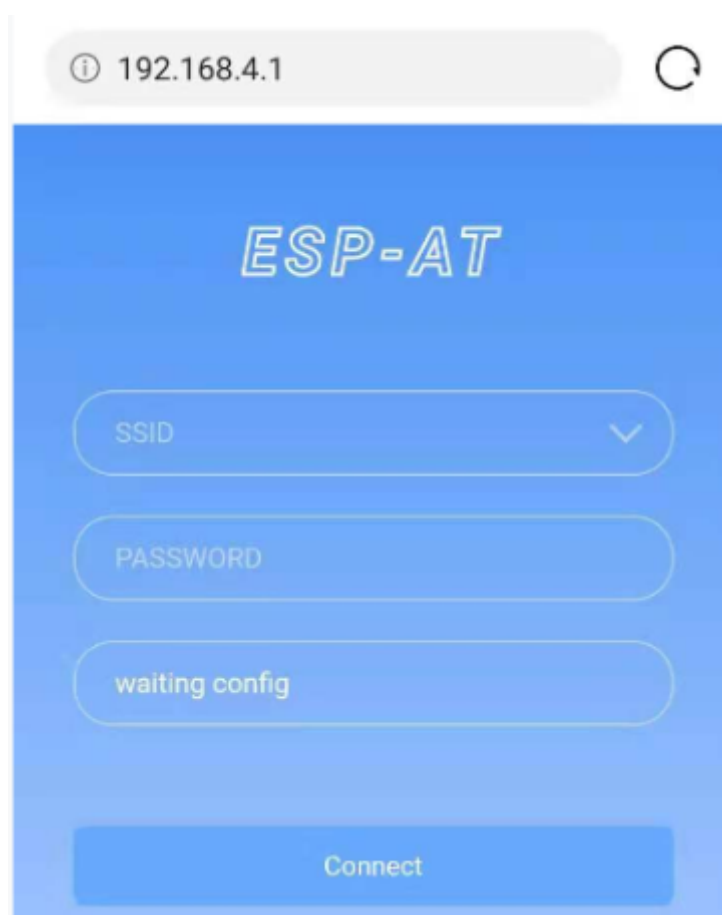 192.168.4.1
ESP-AT
SSID
PASSWORD
waiting config
Connect